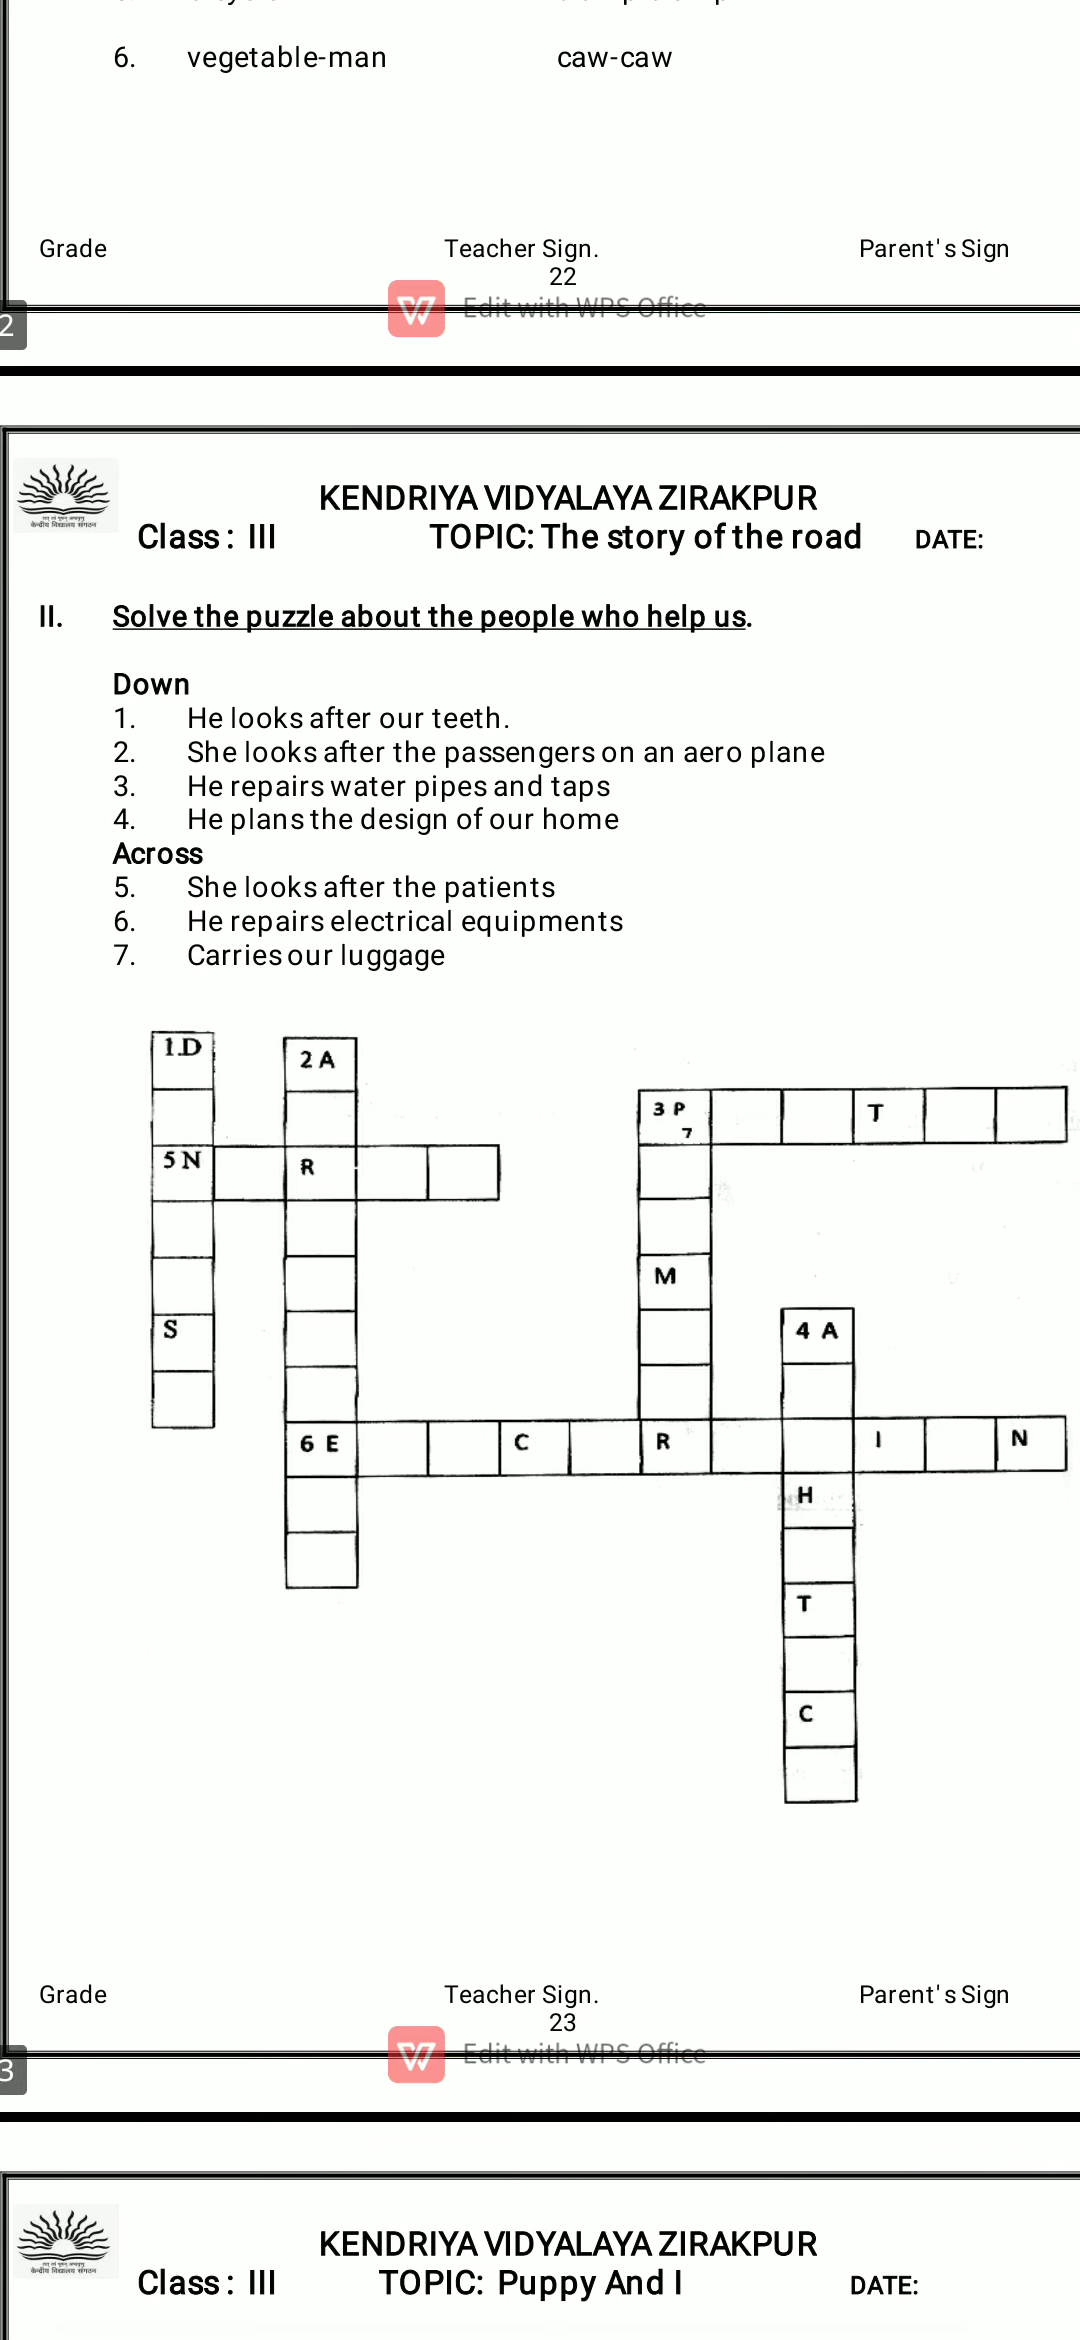 6. vegetable-man caw-caw
Grade Teacher Sign. Parent's Sign
22
Edit with WPS Office
2
KENDRIYA VIDYALAYA ZIRAKPUR
Class : III TOPIC: The story of the road DATE:
II. Solve the puzzle about the people who help us.
Down
1. He looks after our teeth.
2. She looks after the passengers on an aero plane
3. He repairs water pipes and taps
4. He plans the design of our home
Across
5. She looks after the patients
6. He repairs electrical equipments
7. Carries our luggage
1.D
2 A
3 P T
7
5 N R
M
S
4 A
6 E C R I N
H
T
C
Grade Teacher Sign. Parent's Sign
23
Edit with WPS Office
3
KENDRIYA VIDYALAYA ZIRAKPUR
Class : III TOPIC: Puppy And I DATE: